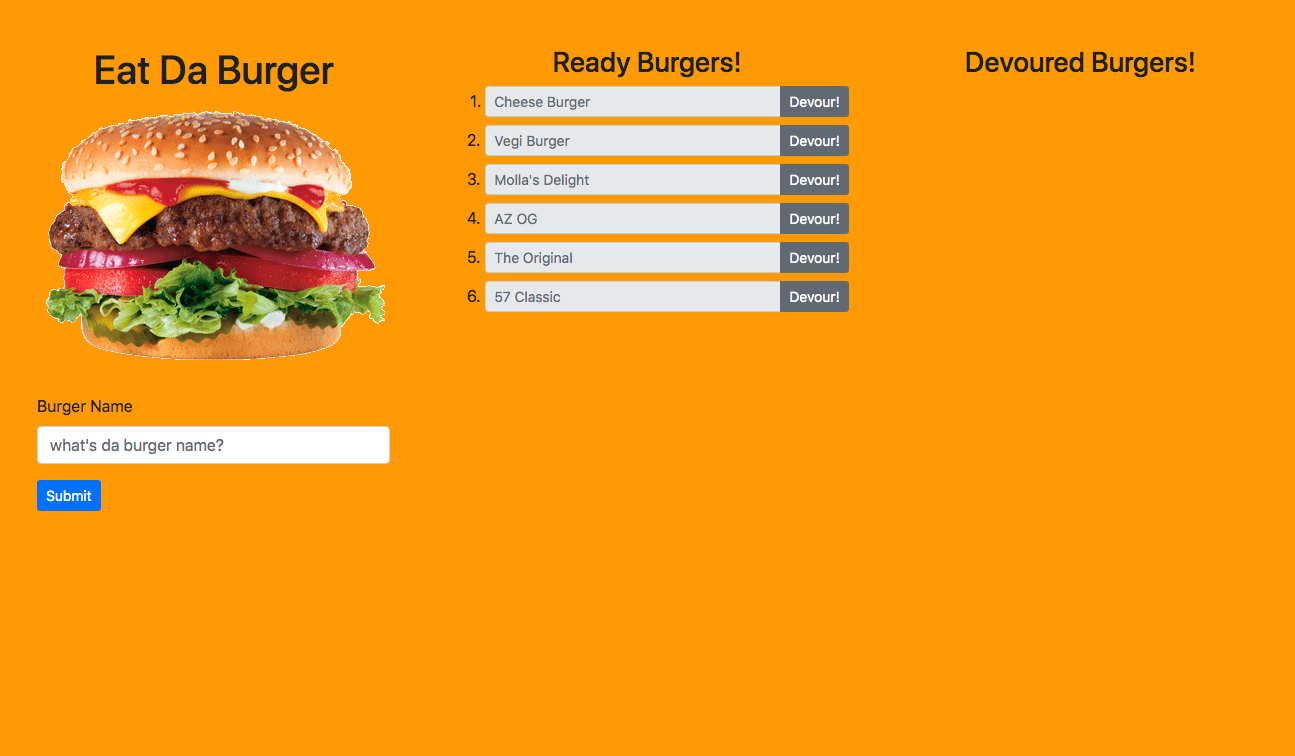 Eat Da Burger
Burger Name
what's da burger name?
Submit
Ready Burgers!
1. Cheese Burger Devour!
2. Vegi Burger Devour!
3. Molla's Delight Devour!
4. AZ OG Devour!
5. The Original Devour!
6. 57 Classic Devour!
Devoured Burgers!